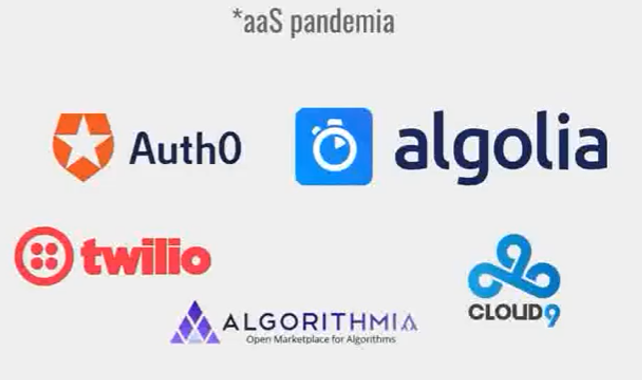 *aaS pandemia
Auth0
algolia
twilio
ALGORITHMIA
Open Marketplace for Algorithms
CLOUD9